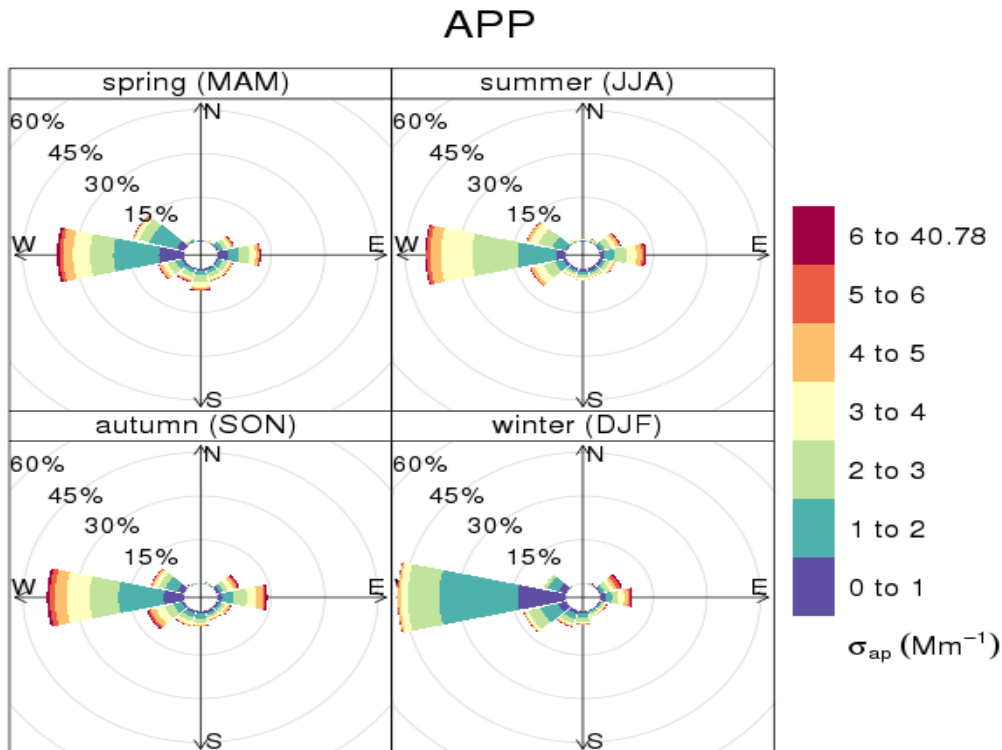 APP
spring (MAM)
summer (JJA)
N
60%
45%
30%
15%
W
E
S
N
60%
45%
30%
15%
W
E
S
autumn (SON)
winter (DJF)
N
60%
45%
30%
15%
W
E
S
N
60%
45%
30%
15%
W
E
S
6 to 40.78
5 to 6
4 to 5
3 to 4
2 to 3
1 to 2
0 to 1
σap (Mm⁻¹)